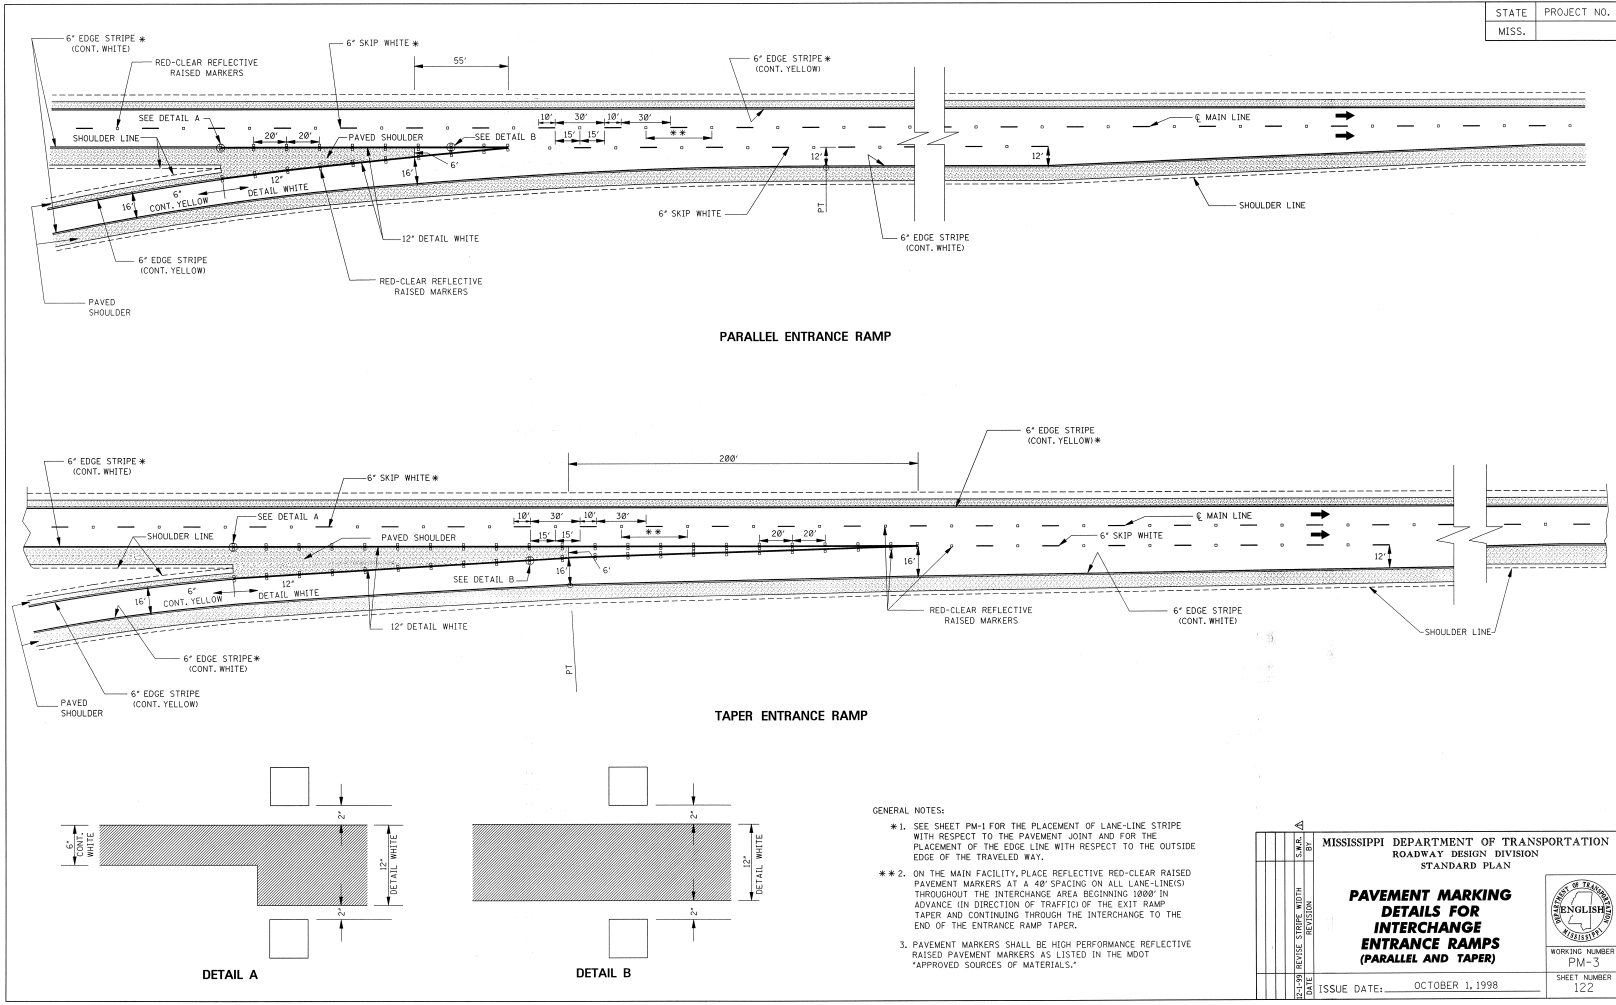 STATE PROJECT NO.
MISS.
6" EDGE STRIPE *
(CONT. WHITE)
RED-CLEAR REFLECTIVE
RAISED MARKERS
6" SKIP WHITE *
55'
6" EDGE STRIPE *
(CONT. YELLOW)
SEE DETAIL A
SHOULDER LINE
20' 20'
PAVED SHOULDER
SEE DETAIL B
10' 30' 10' 30'
15' 15'
* *
℄ MAIN LINE
12'
12'
6'
16'
12"
DETAIL WHITE
6"
CONT. YELLOW
16'
6" SKIP WHITE
PT
SHOULDER LINE
12" DETAIL WHITE
6" EDGE STRIPE
(CONT. WHITE)
6" EDGE STRIPE
(CONT. YELLOW)
RED-CLEAR REFLECTIVE
RAISED MARKERS
PAVED
SHOULDER
PARALLEL ENTRANCE RAMP
6" EDGE STRIPE
(CONT. YELLOW) *
6" EDGE STRIPE *
(CONT. WHITE)
200'
6" SKIP WHITE *
SEE DETAIL A
10' 30' 10' 30'
℄ MAIN LINE
SHOULDER LINE
PAVED SHOULDER
15' 15'
* *
20' 20'
6" SKIP WHITE
12'
SEE DETAIL B
16'
6'
16'
12"
DETAIL WHITE
6"
CONT. YELLOW
16'
12" DETAIL WHITE
RED-CLEAR REFLECTIVE
RAISED MARKERS
6" EDGE STRIPE
(CONT. WHITE)
SHOULDER LINE
6" EDGE STRIPE *
(CONT. WHITE)
PT
6" EDGE STRIPE
(CONT. YELLOW)
PAVED
SHOULDER
TAPER ENTRANCE RAMP
2"
6"
CONT.
WHITE
12"
DETAIL WHITE
2"
DETAIL A
2"
12"
DETAIL WHITE
2"
DETAIL B
GENERAL NOTES:
* 1. SEE SHEET PM-1 FOR THE PLACEMENT OF LANE-LINE STRIPE
WITH RESPECT TO THE PAVEMENT JOINT AND FOR THE
PLACEMENT OF THE EDGE LINE WITH RESPECT TO THE OUTSIDE
EDGE OF THE TRAVELED WAY.
* * 2. ON THE MAIN FACILITY, PLACE REFLECTIVE RED-CLEAR RAISED
PAVEMENT MARKERS AT A 40' SPACING ON ALL LANE-LINE(S)
THROUGHOUT THE INTERCHANGE AREA BEGINNING 1000' IN
ADVANCE (IN DIRECTION OF TRAFFIC) OF THE EXIT RAMP
TAPER AND CONTINUING THROUGH THE INTERCHANGE TO THE
END OF THE ENTRANCE RAMP TAPER.
3. PAVEMENT MARKERS SHALL BE HIGH PERFORMANCE REFLECTIVE
RAISED PAVEMENT MARKERS AS LISTED IN THE MDOT
"APPROVED SOURCES OF MATERIALS."
S.W.R. BY
REVISE STRIPE WIDTH REVISION
12-1-99 DATE
MISSISSIPPI DEPARTMENT OF TRANSPORTATION
ROADWAY DESIGN DIVISION
STANDARD PLAN
PAVEMENT MARKING
DETAILS FOR
INTERCHANGE
ENTRANCE RAMPS
(PARALLEL AND TAPER)
DEPARTMENT OF TRANSPORTATION
ENGLISH
MISSISSIPPI
WORKING NUMBER
PM-3
SHEET NUMBER
122
ISSUE DATE: OCTOBER 1, 1998